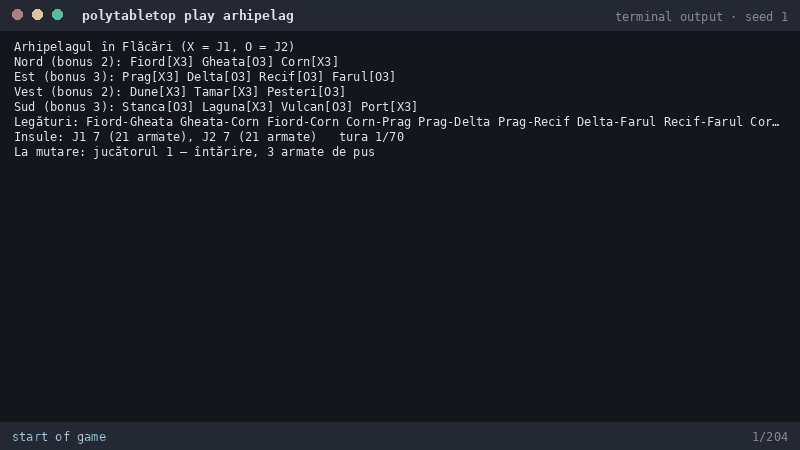 polytabletop play arhipelag
terminal output · seed 1
Arhipelagul în Flăcări (X = J1, O = J2)
Nord (bonus 2): Fiord[X3] Gheata[O3] Corn[X3]
Est (bonus 3): Prag[X3] Delta[O3] Recif[O3] Farul[O3]
Vest (bonus 2): Dune[X3] Tamar[X3] Pesteri[O3]
Sud (bonus 3): Stanca[O3] Laguna[X3] Vulcan[O3] Port[X3]
Legături: Fiord-Gheata Gheata-Corn Fiord-Corn Corn-Prag Prag-Delta Prag-Recif Delta-Farul Recif-Farul Cor…
Insule: J1 7 (21 armate), J2 7 (21 armate)   tura 1/70
La mutare: jucătorul 1 — întărire, 3 armate de pus
start of game
1/204